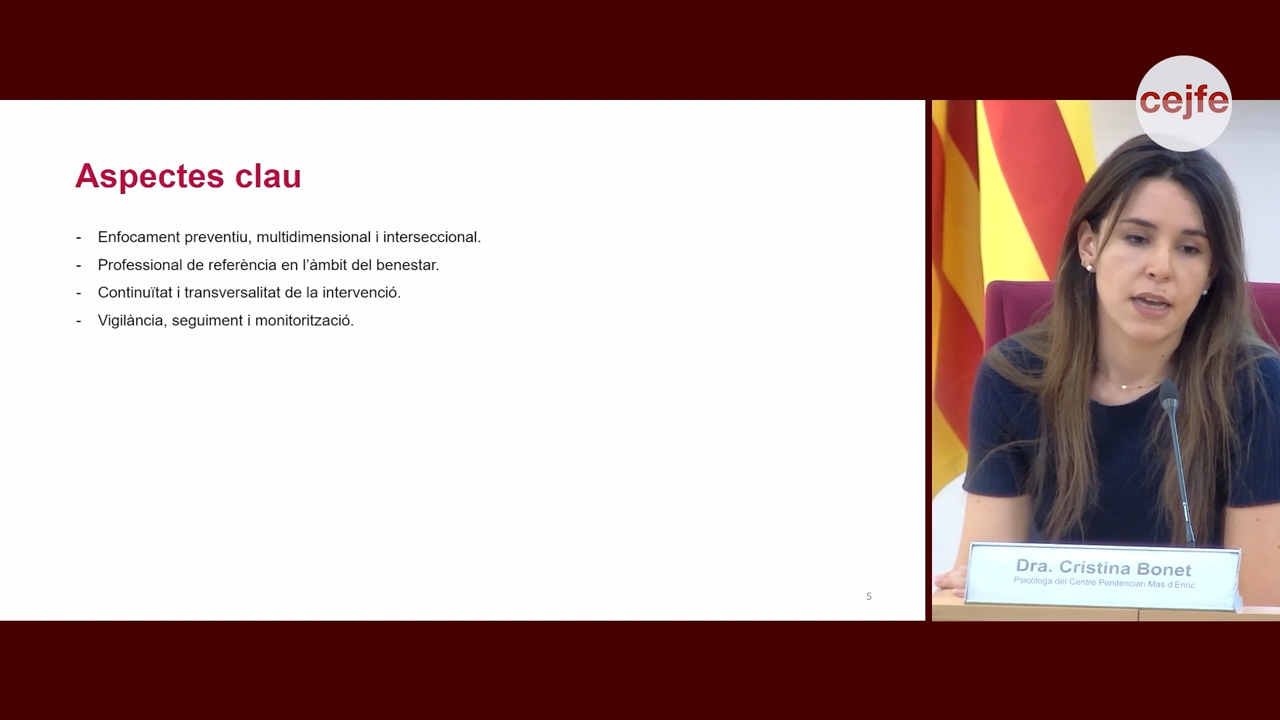 cejfe
Aspectes clau
- Enfocament preventiu, multidimensional i interseccional.
- Professional de referència en l'àmbit del benestar.
- Continuïtat i transversalitat de la intervenció.
- Vigilància, seguiment i monitorització.
5
Dra. Cristina Bonet
Psicòloga del Centre Penitenciari Mas d'Enric